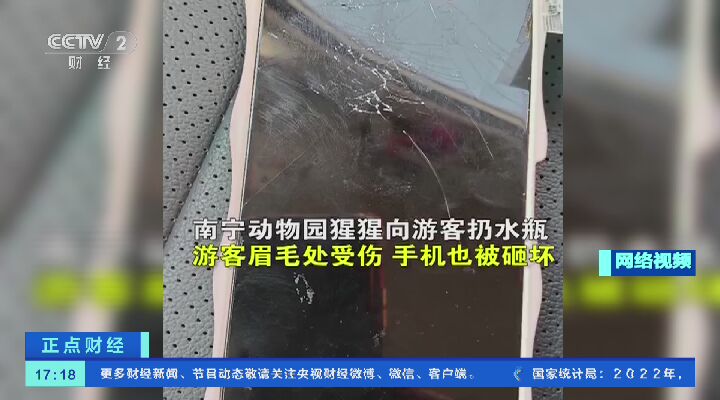 CCTV 2
财经
南宁动物园猩猩向游客扔水瓶
游客眉毛处受伤 手机也被砸坏
网络视频
正点财经
17:18
更多财经新闻、节目动态敬请关注央视财经微博、微信、客户端。
国家统计局：2022年，